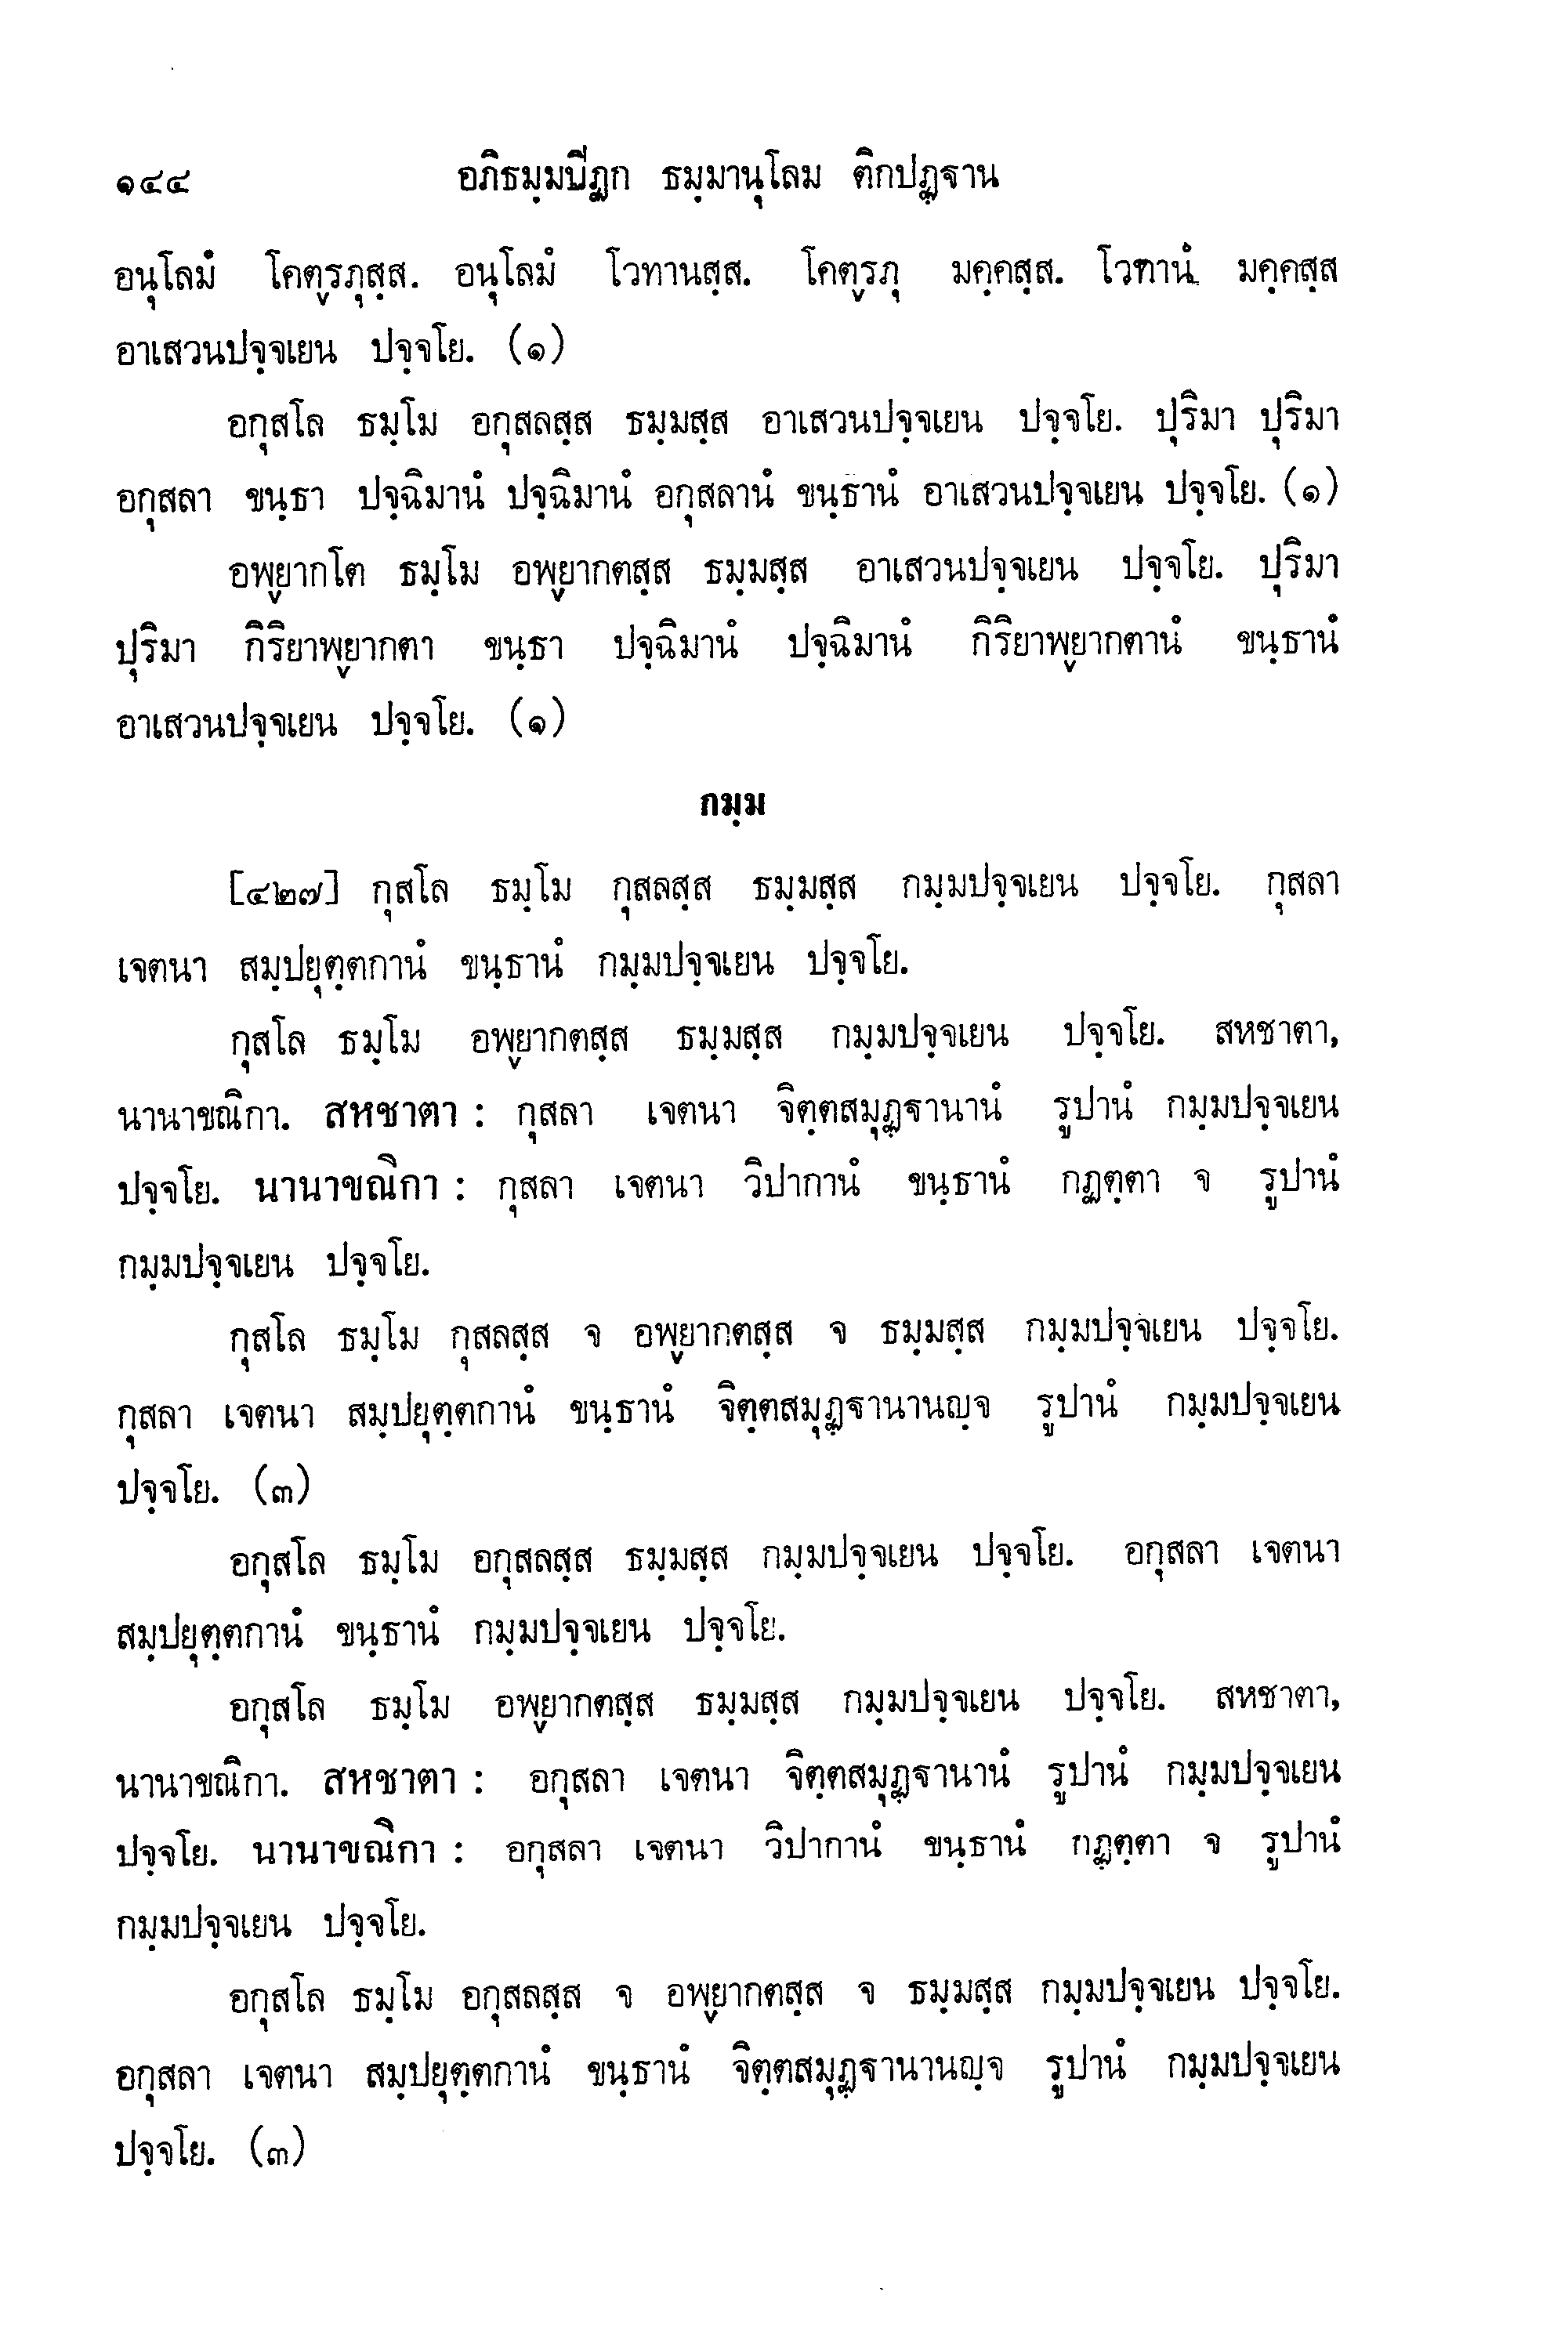 ๑๔๔ อภิธมฺมปิฏก ธมฺมานุโลม ติกปฏฺฐาน
อนุโลมํ โคตฺรภุสฺส. อนุโลมํ โวทานสฺส. โคตฺรภุ มคฺคสฺส. โวทานํ มคฺคสฺส
อาเสวนปจฺจเยน ปจฺจโย. (๑)
อกุสโล ธมฺโม อกุสลสฺส ธมฺมสฺส อาเสวนปจฺจเยน ปจฺจโย. ปุริมา ปุริมา
อกุสลา ขนฺธา ปจฺฉิมานํ ปจฺฉิมานํ อกุสลานํ ขนฺธานํ อาเสวนปจฺจเยน ปจฺจโย. (๑)
อพฺยากโต ธมฺโม อพฺยากตสฺส ธมฺมสฺส อาเสวนปจฺจเยน ปจฺจโย. ปุริมา
ปุริมา กิริยาพฺยากตา ขนฺธา ปจฺฉิมานํ ปจฺฉิมานํ กิริยาพฺยากตานํ ขนฺธานํ
อาเสวนปจฺจเยน ปจฺจโย. (๑)
กมฺม
[๔๒๗] กุสโล ธมฺโม กุสลสฺส ธมฺมสฺส กมฺมปจฺจเยน ปจฺจโย. กุสลา
เจตนา สมฺปยุตฺตกานํ ขนฺธานํ กมฺมปจฺจเยน ปจฺจโย.
กุสโล ธมฺโม อพฺยากตสฺส ธมฺมสฺส กมฺมปจฺจเยน ปจฺจโย. สหชาตา,
นานาขณิกา. สหชาตา : กุสลา เจตนา จิตฺตสมุฏฺฐานานํ รูปานํ กมฺมปจฺจเยน
ปจฺจโย. นานาขณิกา : กุสลา เจตนา วิปากานํ ขนฺธานํ กฏตฺตา จ รูปานํ
กมฺมปจฺจเยน ปจฺจโย.
กุสโล ธมฺโม กุสลสฺส จ อพฺยากตสฺส จ ธมฺมสฺส กมฺมปจฺจเยน ปจฺจโย.
กุสลา เจตนา สมฺปยุตฺตกานํ ขนฺธานํ จิตฺตสมุฏฺฐานานญฺจ รูปานํ กมฺมปจฺจเยน
ปจฺจโย. (๓)
อกุสโล ธมฺโม อกุสลสฺส ธมฺมสฺส กมฺมปจฺจเยน ปจฺจโย. อกุสลา เจตนา
สมฺปยุตฺตกานํ ขนฺธานํ กมฺมปจฺจเยน ปจฺจโย.
อกุสโล ธมฺโม อพฺยากตสฺส ธมฺมสฺส กมฺมปจฺจเยน ปจฺจโย. สหชาตา,
นานาขณิกา. สหชาตา : อกุสลา เจตนา จิตฺตสมุฏฺฐานานํ รูปานํ กมฺมปจฺจเยน
ปจฺจโย. นานาขณิกา : อกุสลา เจตนา วิปากานํ ขนฺธานํ กฏตฺตา จ รูปานํ
กมฺมปจฺจเยน ปจฺจโย.
อกุสโล ธมฺโม อกุสลสฺส จ อพฺยากตสฺส จ ธมฺมสฺส กมฺมปจฺจเยน ปจฺจโย.
อกุสลา เจตนา สมฺปยุตฺตกานํ ขนฺธานํ จิตฺตสมุฏฺฐานานญฺจ รูปานํ กมฺมปจฺจเยน
ปจฺจโย. (๓)